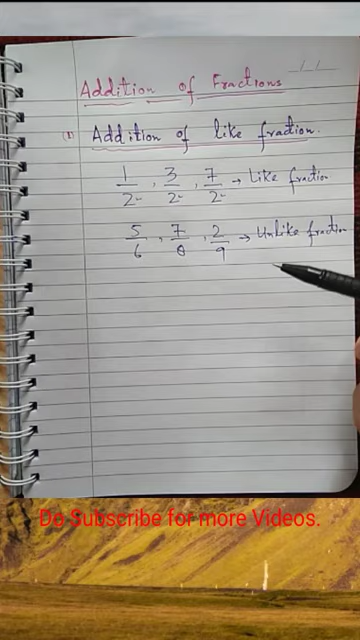 Addition of Fractions
(1) Addition of like fraction.
1/2, 3/2, 7/2 → Like fraction
5/6, 7/8, 2/9 → Unlike fraction
Do Subscribe for more Videos.